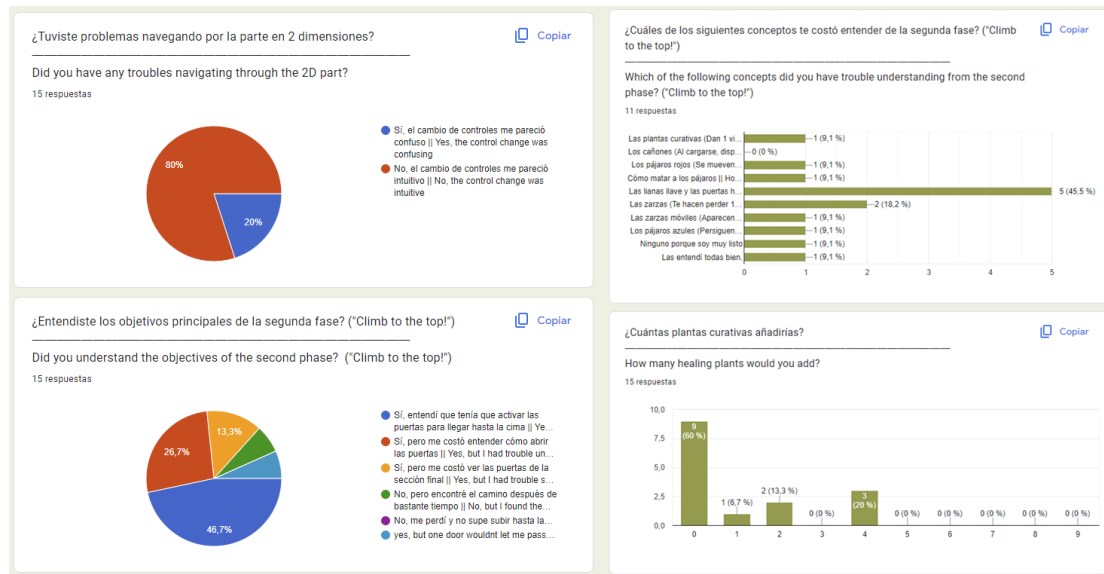 ¿Tuviste problemas navegando por la parte en 2 dimensiones?
Copiar
Did you have any troubles navigating through the 2D part?
15 respuestas
Sí, el cambio de controles me pareció
confuso || Yes, the control change was
confusing
No, el cambio de controles me pareció
intuitivo || No, the control change was
intuitive
80%
20%
¿Entendiste los objetivos principales de la segunda fase? ("Climb to the top!")
Copiar
Did you understand the objectives of the second phase? ("Climb to the top!")
15 respuestas
Sí, entendí que tenía que activar las
puertas para llegar hasta la cima || Ye...
Sí, pero me costó entender cómo abrir
las puertas || Yes, but I had trouble un...
Sí, pero me costó ver las puertas de la
sección final || Yes, but I had trouble s...
No, pero encontré el camino después de
bastante tiempo || No, but I found the...
No, me perdí y no supe subir hasta la...
yes, but one door wouldnt let me pass...
13,3%
26,7%
46,7%
¿Cuáles de los siguientes conceptos te costó entender de la segunda fase? ("Climb
to the top!")
Copiar
Which of the following concepts did you have trouble understanding from the second
phase? ("Climb to the top!")
11 respuestas
Las plantas curativas (Dan 1 vi... 1 (9,1 %)
Los cañones (Al cargarse, disp... 0 (0 %)
Los pájaros rojos (Se mueven... 1 (9,1 %)
Cómo matar a los pájaros || Ho... 1 (9,1 %)
Las lianas llave y las puertas h... 5 (45,5 %)
Las zarzas (Te hacen perder 1... 2 (18,2 %)
Las zarzas móviles (Aparecen... 1 (9,1 %)
Los pájaros azules (Persiguen... 1 (9,1 %)
Ninguno porque soy muy listo 1 (9,1 %)
Las entendí todas bien. 1 (9,1 %)
0 1 2 3 4 5
¿Cuántas plantas curativas añadirías?
Copiar
How many healing plants would you add?
15 respuestas
10,0
7,5
5,0
2,5
0,0
9
(60 %)
1 (6,7 %)
2 (13,3 %)
0 (0 %)
3
(20 %)
0 (0 %)
0 (0 %)
0 (0 %)
0 (0 %)
0 (0 %)
0 1 2 3 4 5 6 7 8 9